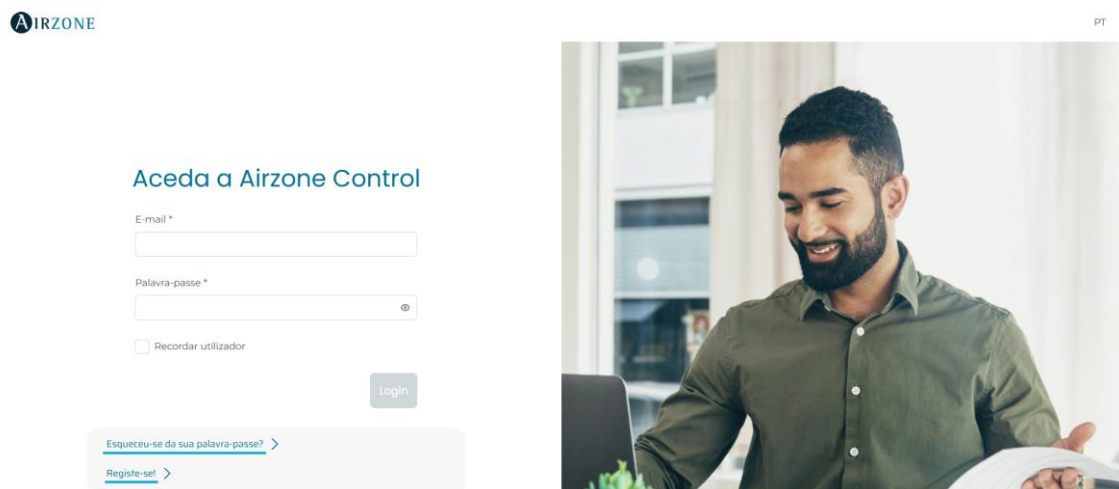 AIRZONE
PT
Aceda a Airzone Control
E-mail *
Palavra-passe *
Recordar utilizador
Login
Esqueceu-se da sua palavra-passe?
Registe-se!